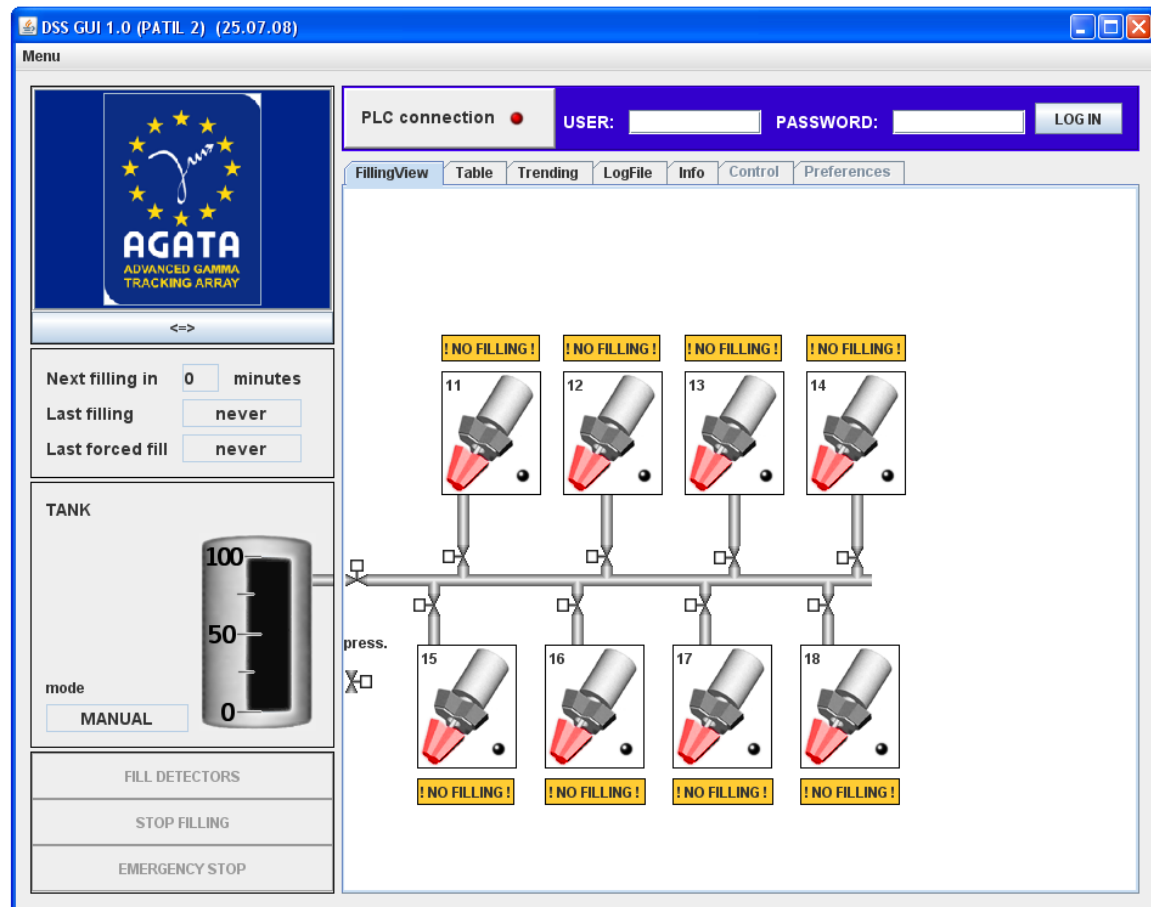 DSS GUI 1.0 (PATIL 2) (25.07.08)
Menu
AGATA
ADVANCED GAMMA
TRACKING ARRAY
<=>
PLC connection
USER:
PASSWORD:
LOG IN
FillingView Table Trending LogFile Info Control Preferences
Next filling in 0 minutes
Last filling never
Last forced fill never
TANK
100
50
0
mode
MANUAL
FILL DETECTORS
STOP FILLING
EMERGENCY STOP
! NO FILLING ! ! NO FILLING ! ! NO FILLING ! ! NO FILLING !
11 12 13 14
press.
15 16 17 18
! NO FILLING ! ! NO FILLING ! ! NO FILLING ! ! NO FILLING !